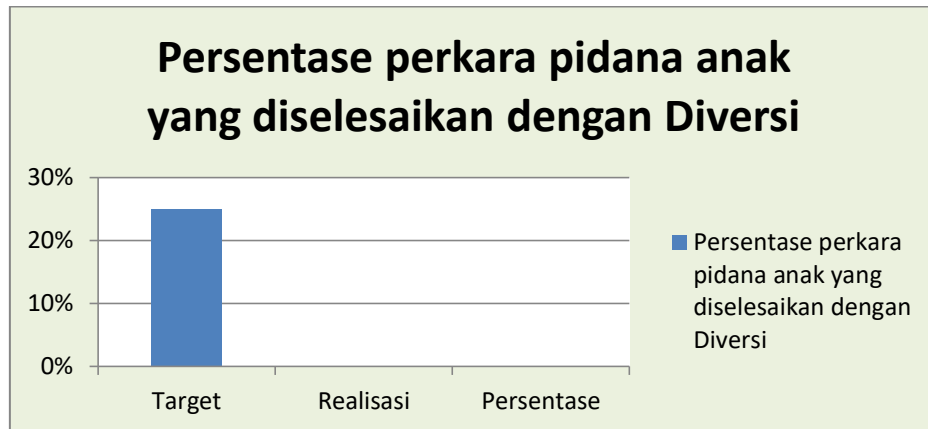 Persentase perkara pidana anak
yang diselesaikan dengan Diversi
30%
20%
10%
0%
Target
Realisasi
Persentase
Persentase perkara
pidana anak yang
diselesaikan dengan
Diversi